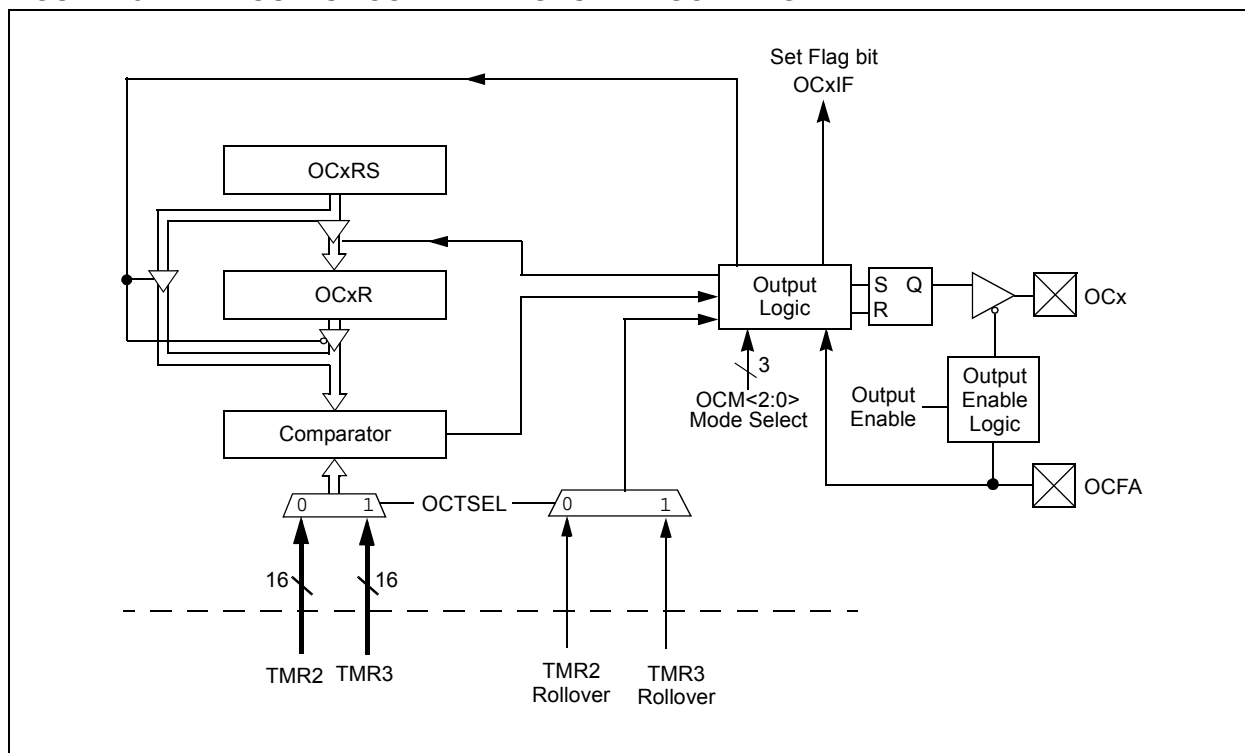 Set Flag bit
OCxIF
OCxRS
OCxR
Output
Logic
S Q
R
OCx
3
OCM<2:0>
Mode Select
Output
Enable
Output
Enable
Logic
Comparator
OCFA
0 1
OCTSEL
0 1
16
16
TMR2
TMR3
TMR2
Rollover
TMR3
Rollover